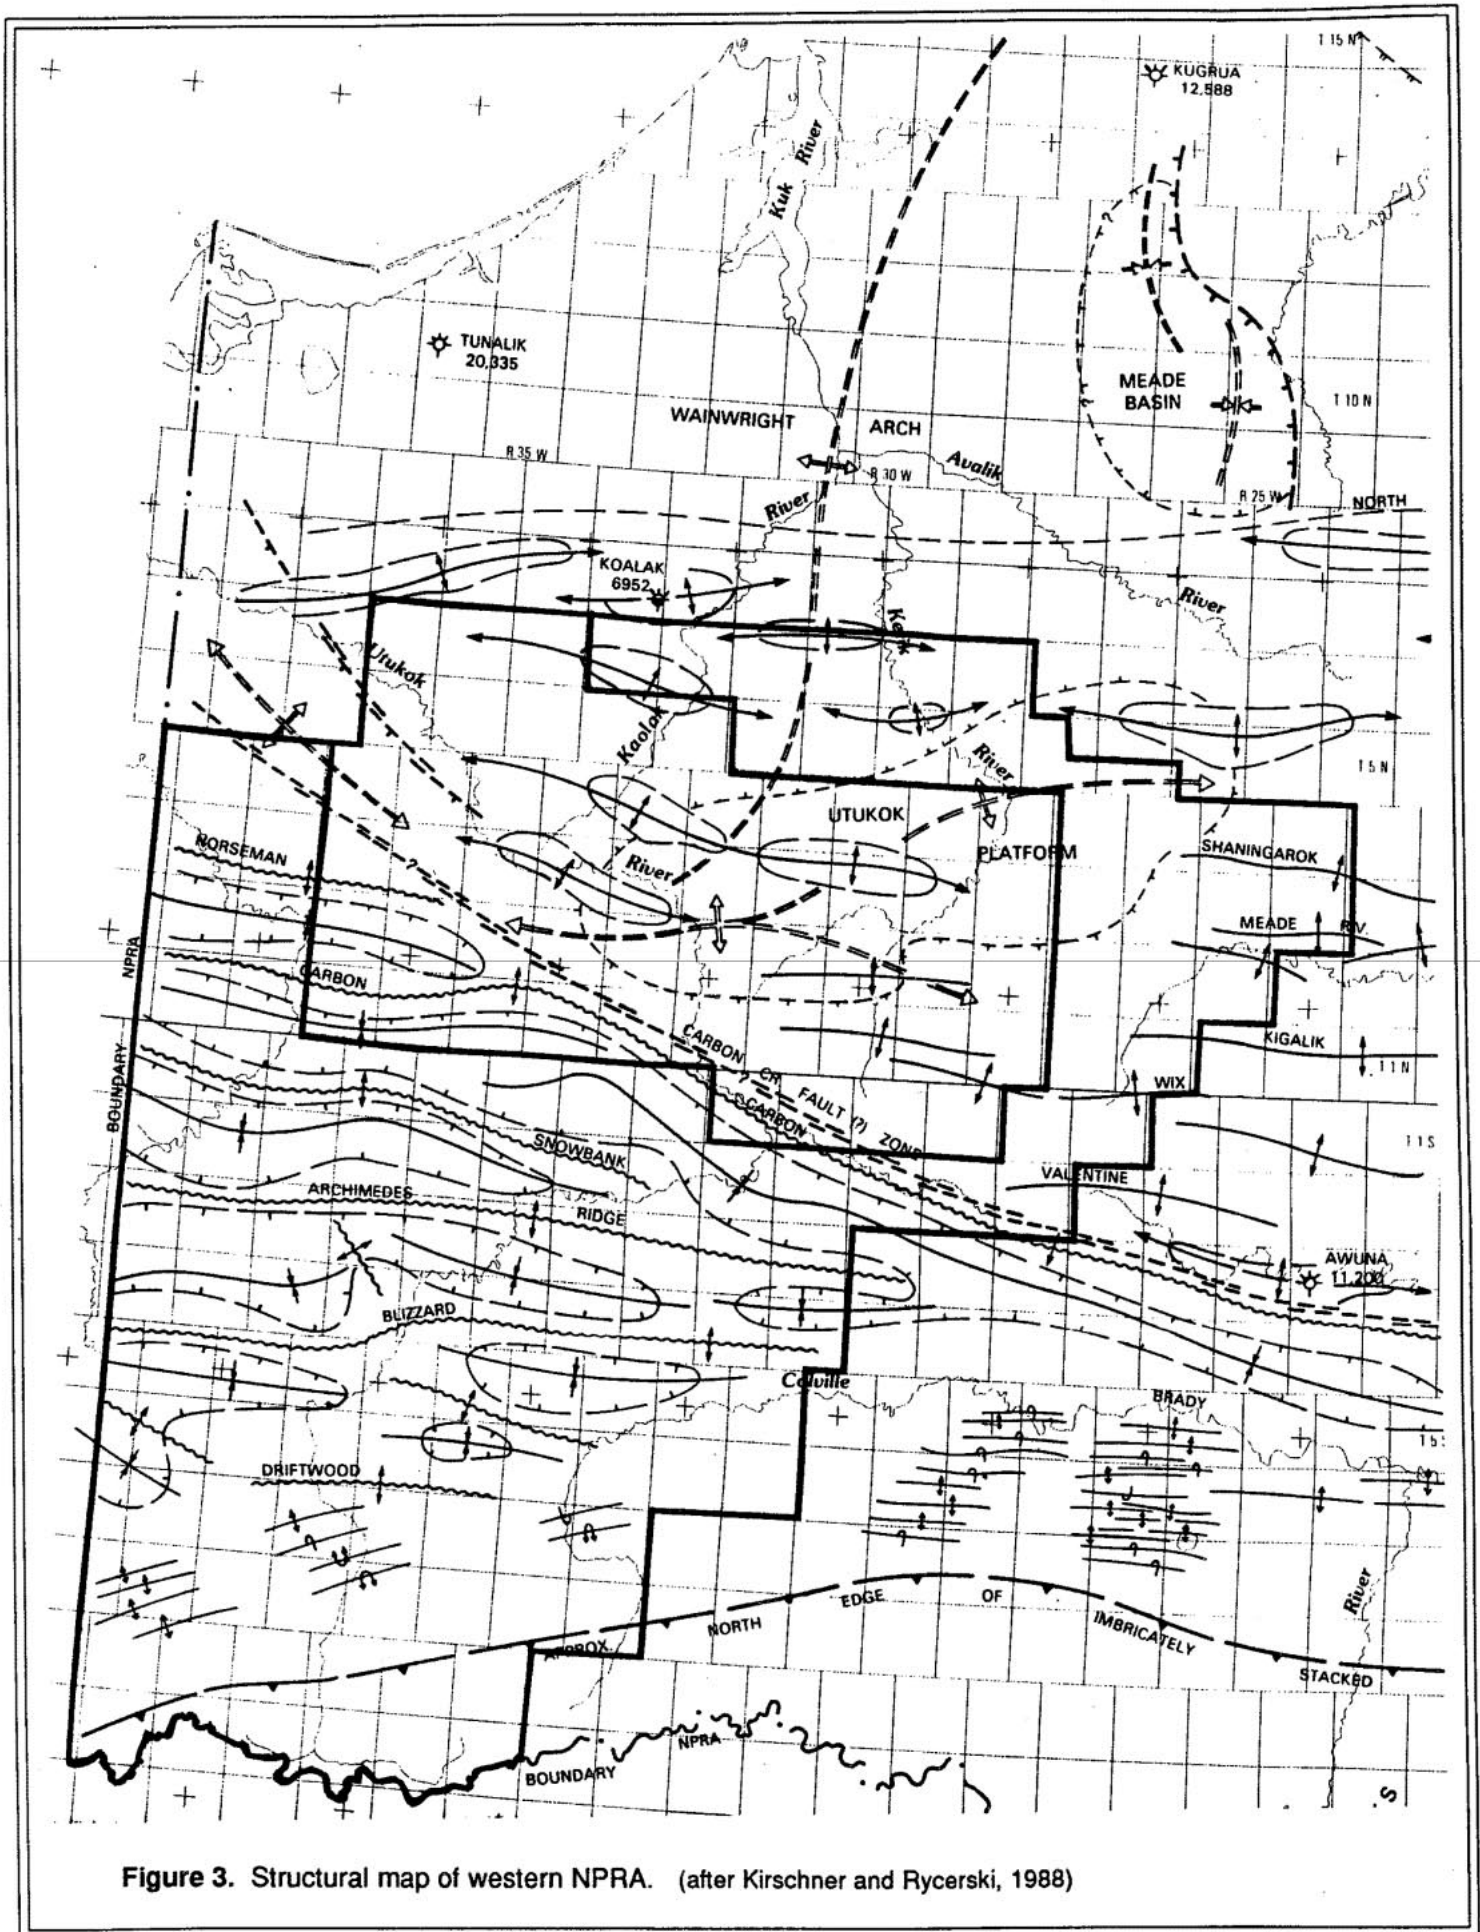 T 15 N
KUGRUA
12,588
Kuk River
TUNALIK
20,335
MEADE
BASIN
T 10 N
WAINWRIGHT ARCH
R 35 W
R 30 W
Avalik
River
R 25 W
NORTH
KOALAK
6952
River
Utukok
Kaolak
River
T 5 N
UTUKOK
PLATFORM
NORSEMAN
River
SHANINGAROK
MEADE RIV.
NPRA
CARBON
KIGALIK
T 1 N
BOUNDARY
CARBON CR. FAULT (?) ZONE
CARBON
WIX
T 1 S
SNOWBANK
VALENTINE
ARCHIMEDES
RIDGE
AWUNA
11,200
BLIZZARD
Colville
BRADY
DRIFTWOOD
River
APPROX. NORTH EDGE OF IMBRICATELY STACKED
NPRA
BOUNDARY
S
Figure 3. Structural map of western NPRA. (after Kirschner and Rycerski, 1988)